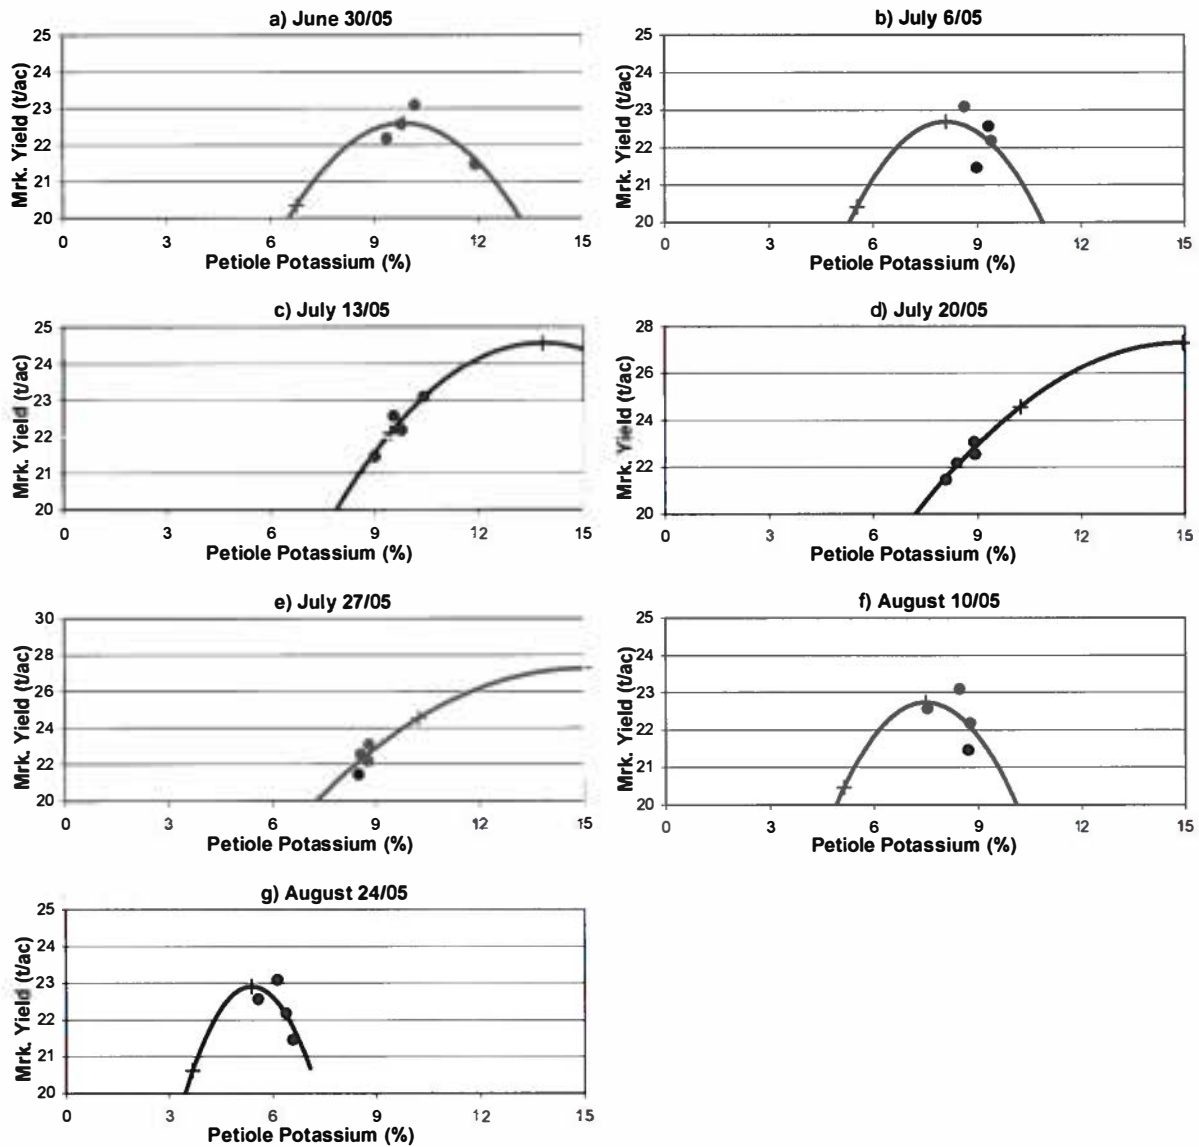 a) June 30/05
Mrk. Yield (t/ac)
25
24
23
22
21
20
0 3 6 9 12 15
Petiole Potassium (%)
b) July 6/05
Mrk. Yield (t/ac)
25
24
23
22
21
20
0 3 6 9 12 15
Petiole Potassium (%)
c) July 13/05
Mrk. Yield (t/ac)
25
24
23
22
21
20
0 3 6 9 12 15
Petiole Potassium (%)
d) July 20/05
Mrk. Yield (t/ac)
28
26
24
22
20
0 3 6 9 12 15
Petiole Potassium (%)
e) July 27/05
Mrk. Yield (t/ac)
30
28
26
24
22
20
0 3 6 9 12 15
Petiole Potassium (%)
f) August 10/05
Mrk. Yield (t/ac)
25
24
23
22
21
20
0 3 6 9 12 15
Petiole Potassium (%)
g) August 24/05
Mrk. Yield (t/ac)
25
24
23
22
21
20
0 3 6 9 12 15
Petiole Potassium (%)